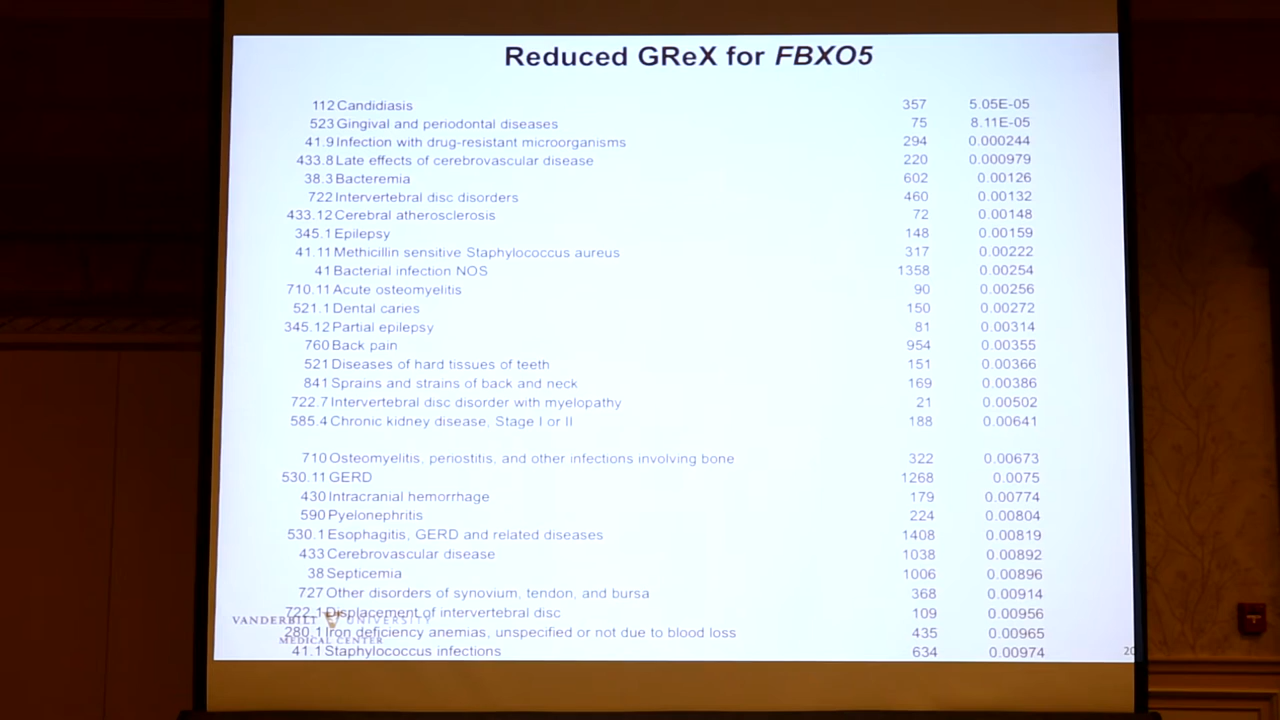 Reduced GReX for FBXO5
112 Candidiasis 357 5.05E-05
523 Gingival and periodontal diseases 75 8.11E-05
41.9 Infection with drug-resistant microorganisms 294 0.000244
433.8 Late effects of cerebrovascular disease 220 0.000979
38.3 Bacteremia 602 0.00126
722 Intervertebral disc disorders 460 0.00132
433.12 Cerebral atherosclerosis 72 0.00148
345.1 Epilepsy 148 0.00159
41.11 Methicillin sensitive Staphylococcus aureus 317 0.00222
41 Bacterial infection NOS 1358 0.00254
710.11 Acute osteomyelitis 90 0.00256
521.1 Dental caries 150 0.00272
345.12 Partial epilepsy 81 0.00314
760 Back pain 954 0.00355
521 Diseases of hard tissues of teeth 151 0.00366
841 Sprains and strains of back and neck 169 0.00386
722.7 Intervertebral disc disorder with myelopathy 21 0.00502
585.4 Chronic kidney disease, Stage I or II 188 0.00641
710 Osteomyelitis, periostitis, and other infections involving bone 322 0.00673
530.11 GERD 1268 0.0075
430 Intracranial hemorrhage 179 0.00774
590 Pyelonephritis 224 0.00804
530.1 Esophagitis, GERD and related diseases 1408 0.00819
433 Cerebrovascular disease 1038 0.00892
38 Septicemia 1006 0.00896
727 Other disorders of synovium, tendon, and bursa 368 0.00914
722.1 Displacement of intervertebral disc 109 0.00956
VANDERBILT UNIVERSITY
280.1 Iron deficiency anemias, unspecified or not due to blood loss 435 0.00965
MEDICAL CENTER
41.1 Staphylococcus infections 634 0.00974